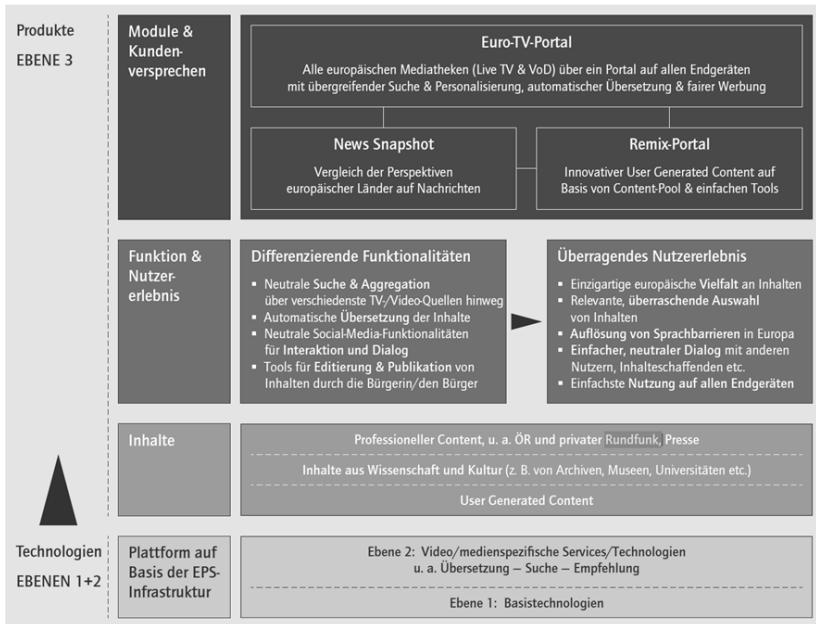 Produkte
EBENE 3
Module &
Kunden-
versprechen
Euro-TV-Portal
Alle europäischen Mediatheken (Live TV & VoD) über ein Portal auf allen Endgeräten
mit übergreifender Suche & Personalisierung, automatischer Übersetzung & fairer Werbung
News Snapshot
Vergleich der Perspektiven
europäischer Länder auf Nachrichten
Remix-Portal
Innovativer User Generated Content auf
Basis von Content-Pool & einfachen Tools
Funktion &
Nutzer-
erlebnis
Differenzierende Funktionalitäten
▪ Neutrale Suche & Aggregation
über verschiedenste TV-/Video-Quellen hinweg
▪ Automatische Übersetzung der Inhalte
▪ Neutrale Social-Media-Funktionalitäten
für Interaktion und Dialog
▪ Tools für Editierung & Publikation von
Inhalten durch die Bürgerin/den Bürger
Überragendes Nutzererlebnis
▪ Einzigartige europäische Vielfalt an Inhalten
▪ Relevante, überraschende Auswahl
von Inhalten
▪ Auflösung von Sprachbarrieren in Europa
▪ Einfacher, neutraler Dialog mit anderen
Nutzern, Inhalteschaffenden etc.
▪ Einfachste Nutzung auf allen Endgeräten
Inhalte
Professioneller Content, u. a. ÖR und privater Rundfunk, Presse
Inhalte aus Wissenschaft und Kultur (z. B. von Archiven, Museen, Universitäten etc.)
User Generated Content
Technologien
EBENEN 1+2
Plattform auf
Basis der EPS-
Infrastruktur
Ebene 2: Video/medienspezifische Services/Technologien
u. a. Übersetzung – Suche – Empfehlung
Ebene 1: Basistechnologien